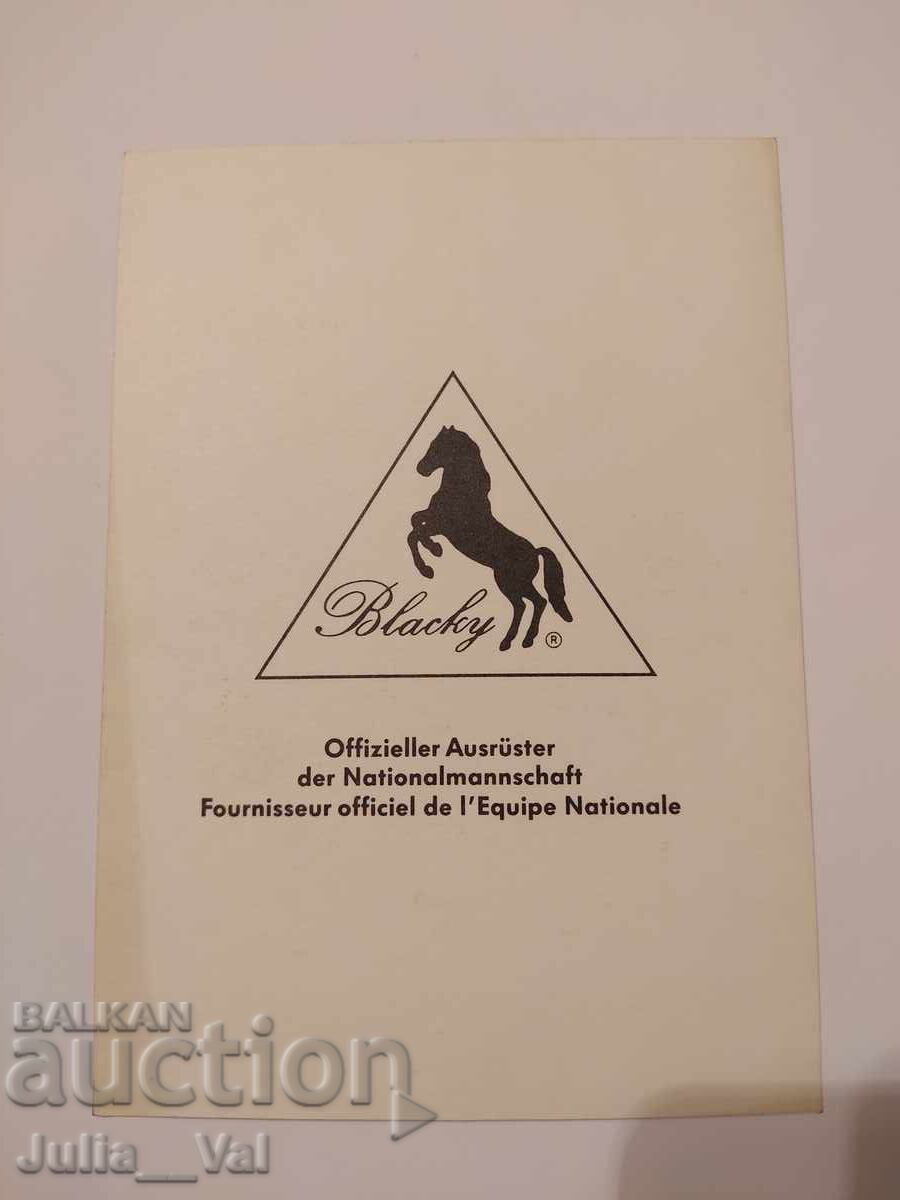 Blacky ®
Offizieller Ausrüster
der Nationalmannschaft
Fournisseur officiel de l'Equipe Nationale
BALKAN
auction
Julia__Val